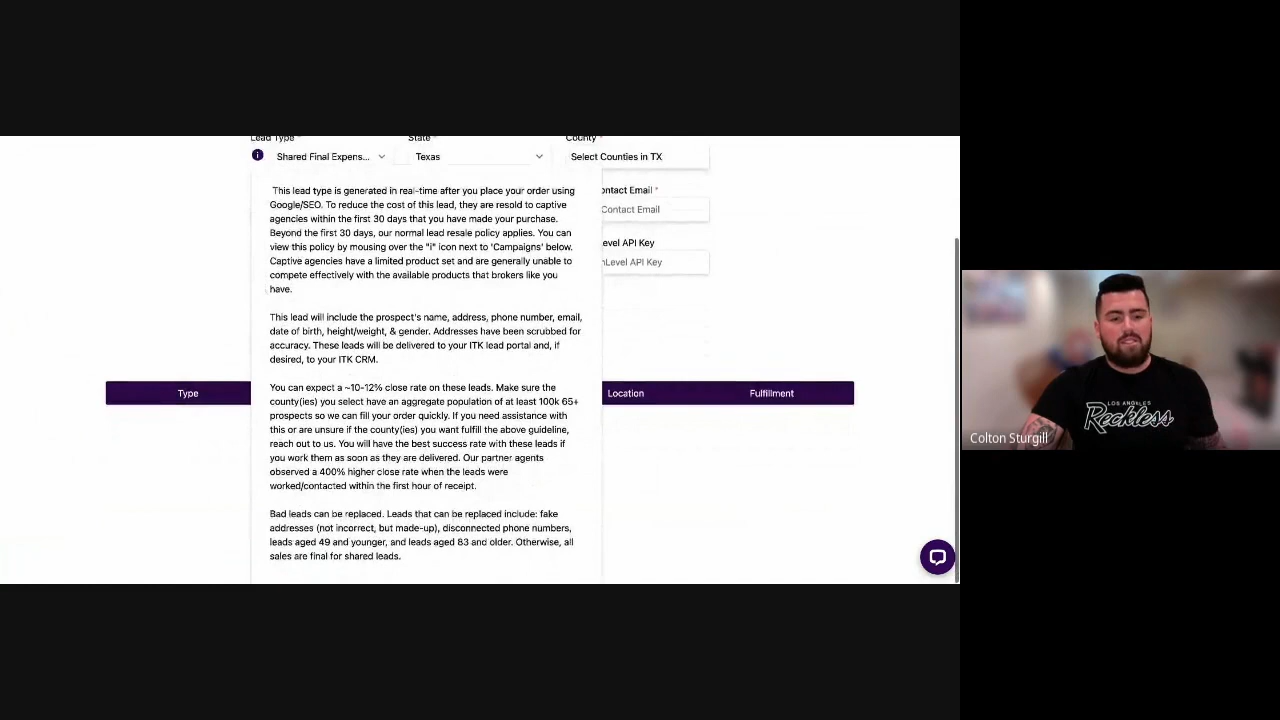 Lead Type *
State *
County *
Shared Final Expens...
Texas
Select Counties in TX
This lead type is generated in real-time after you place your order using
Google/SEO. To reduce the cost of this lead, they are resold to captive
agencies within the first 30 days that you have made your purchase.
Beyond the first 30 days, our normal lead resale policy applies. You can
view this policy by mousing over the "i" icon next to 'Campaigns' below.
Captive agencies have a limited product set and are generally unable to
compete effectively with the available products that brokers like you
have.
This lead will include the prospect's name, address, phone number, email,
date of birth, height/weight, & gender. Addresses have been scrubbed for
accuracy. These leads will be delivered to your ITK lead portal and, if
desired, to your ITK CRM.
You can expect a ~10-12% close rate on these leads. Make sure the
county(ies) you select have an aggregate population of at least 100k 65+
prospects so we can fill your order quickly. If you need assistance with
this or are unsure if the county(ies) you want fulfill the above guideline,
reach out to us. You will have the best success rate with these leads if
you work them as soon as they are delivered. Our partner agents
observed a 400% higher close rate when the leads were
worked/contacted within the first hour of receipt.
Bad leads can be replaced. Leads that can be replaced include: fake
addresses (not incorrect, but made-up), disconnected phone numbers,
leads aged 49 and younger, and leads aged 83 and older. Otherwise, all
sales are final for shared leads.
ontact Email *
Contact Email
evel API Key
Level API Key
Type
Location
Fulfillment
LOS ANGELES
Reckless
Colton Sturgill